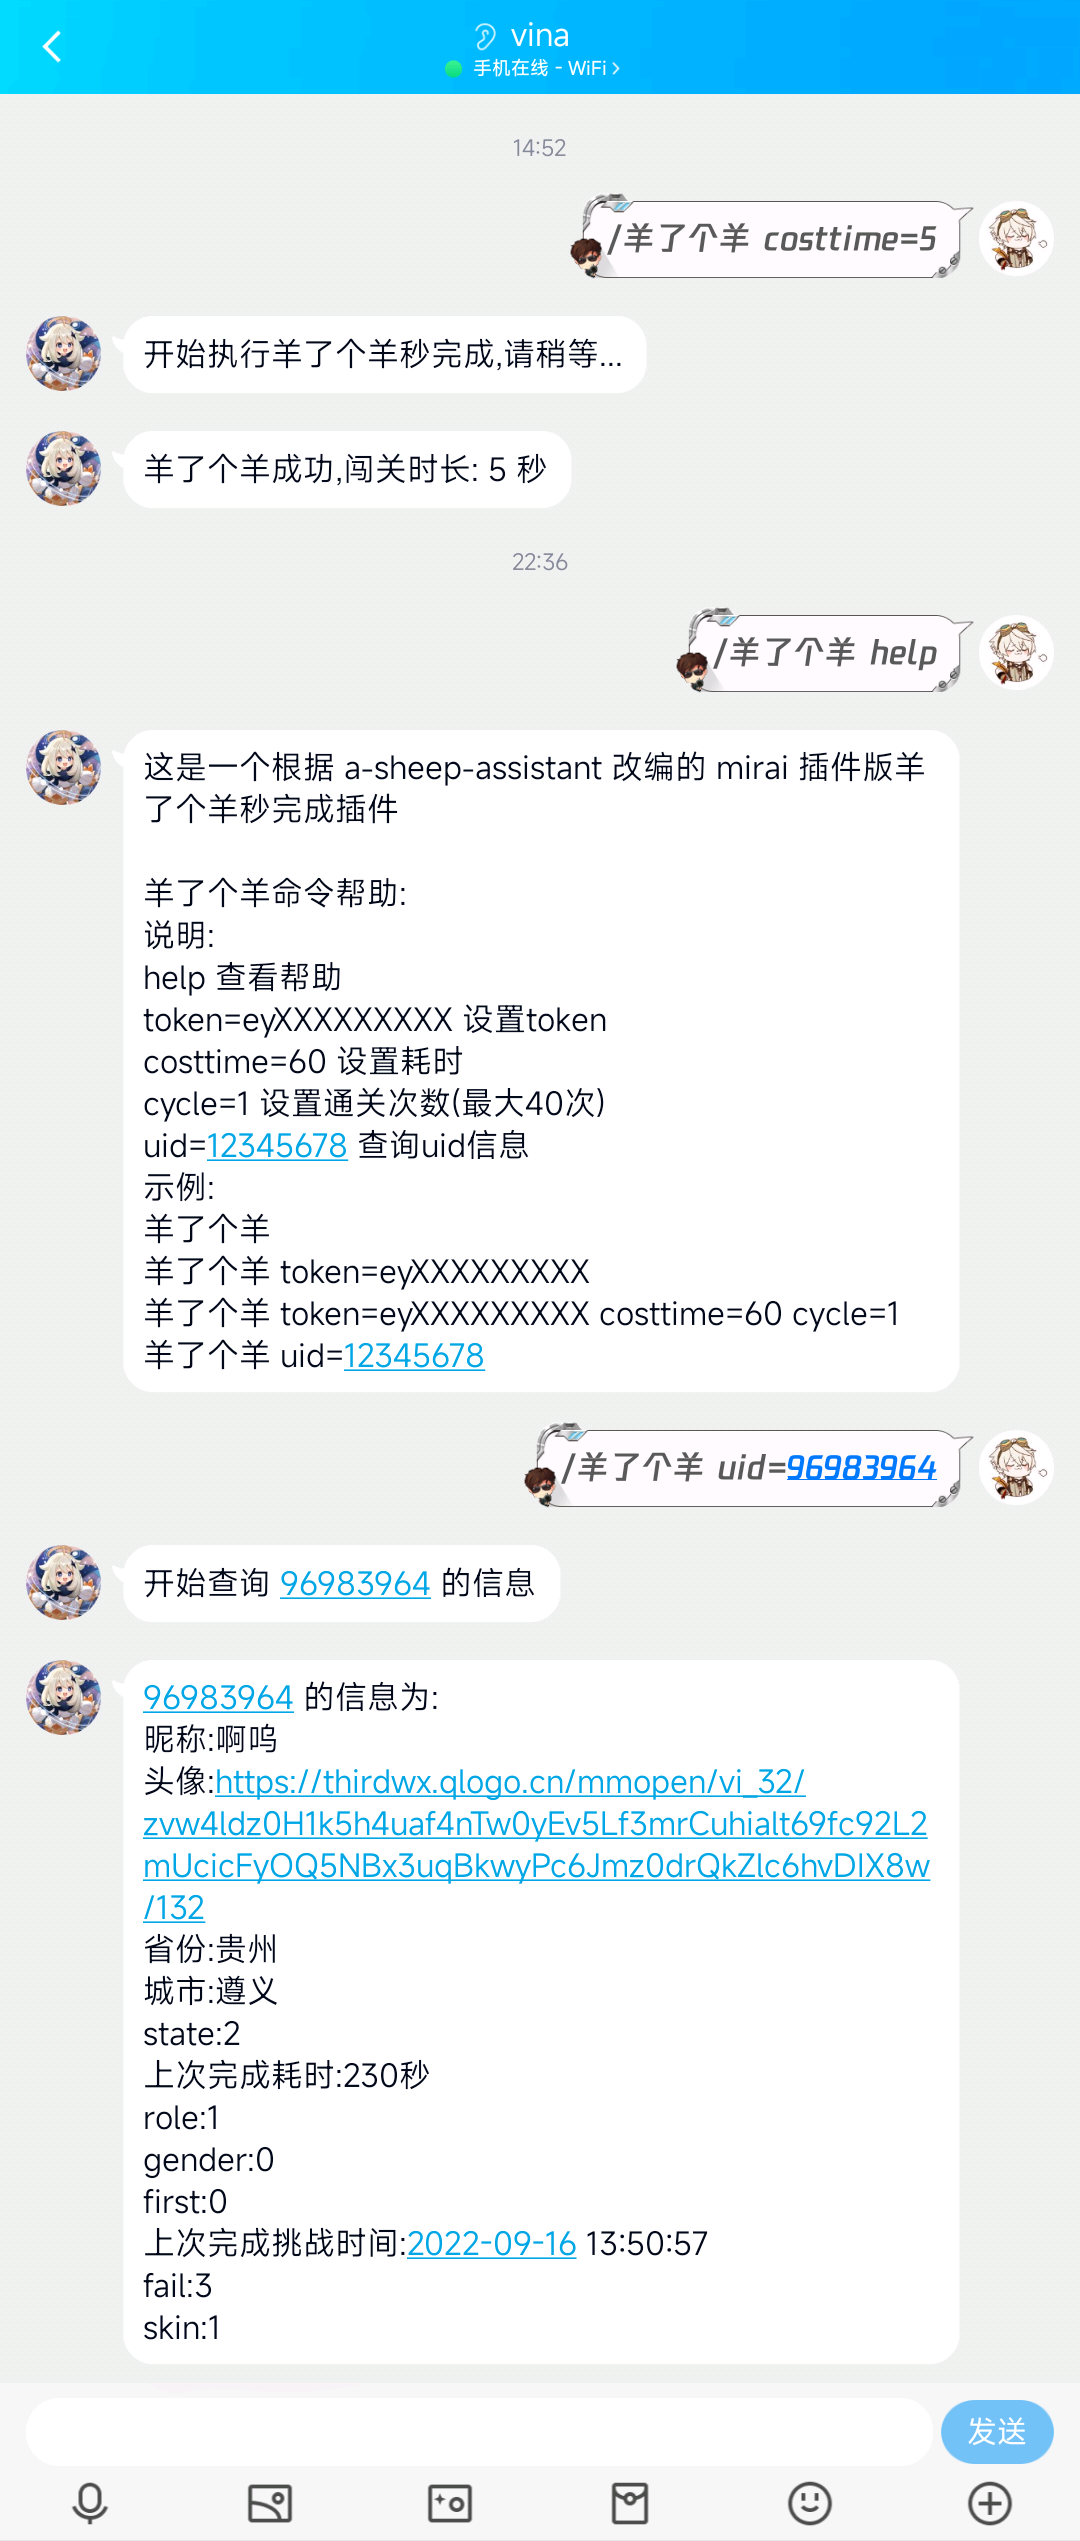 vina
手机在线 - WiFi
14:52
/羊了个羊 costtime=5
开始执行羊了个羊秒完成,请稍等...
羊了个羊成功,闯关时长: 5 秒
22:36
/羊了个羊 help
这是一个根据 a-sheep-assistant 改编的 mirai 插件版羊
了个羊秒完成插件
羊了个羊命令帮助:
说明:
help 查看帮助
token=eyXXXXXXXXX 设置token
costtime=60 设置耗时
cycle=1 设置通关次数(最大40次)
uid=12345678 查询uid信息
示例:
羊了个羊
羊了个羊 token=eyXXXXXXXXX
羊了个羊 token=eyXXXXXXXXX costtime=60 cycle=1
羊了个羊 uid=12345678
/羊了个羊 uid=96983964
开始查询 96983964 的信息
96983964 的信息为:
昵称:啊呜
头像:https://thirdwx.qlogo.cn/mmopen/vi_32/
zvw4ldz0H1k5h4uaf4nTw0yEv5Lf3mrCuhialt69fc92L2
mUcicFyOQ5NBx3uqBkwyPc6Jmz0drQkZlc6hvDIX8w
/132
省份:贵州
城市:遵义
state:2
上次完成耗时:230秒
role:1
gender:0
first:0
上次完成挑战时间:2022-09-16 13:50:57
fail:3
skin:1
发送